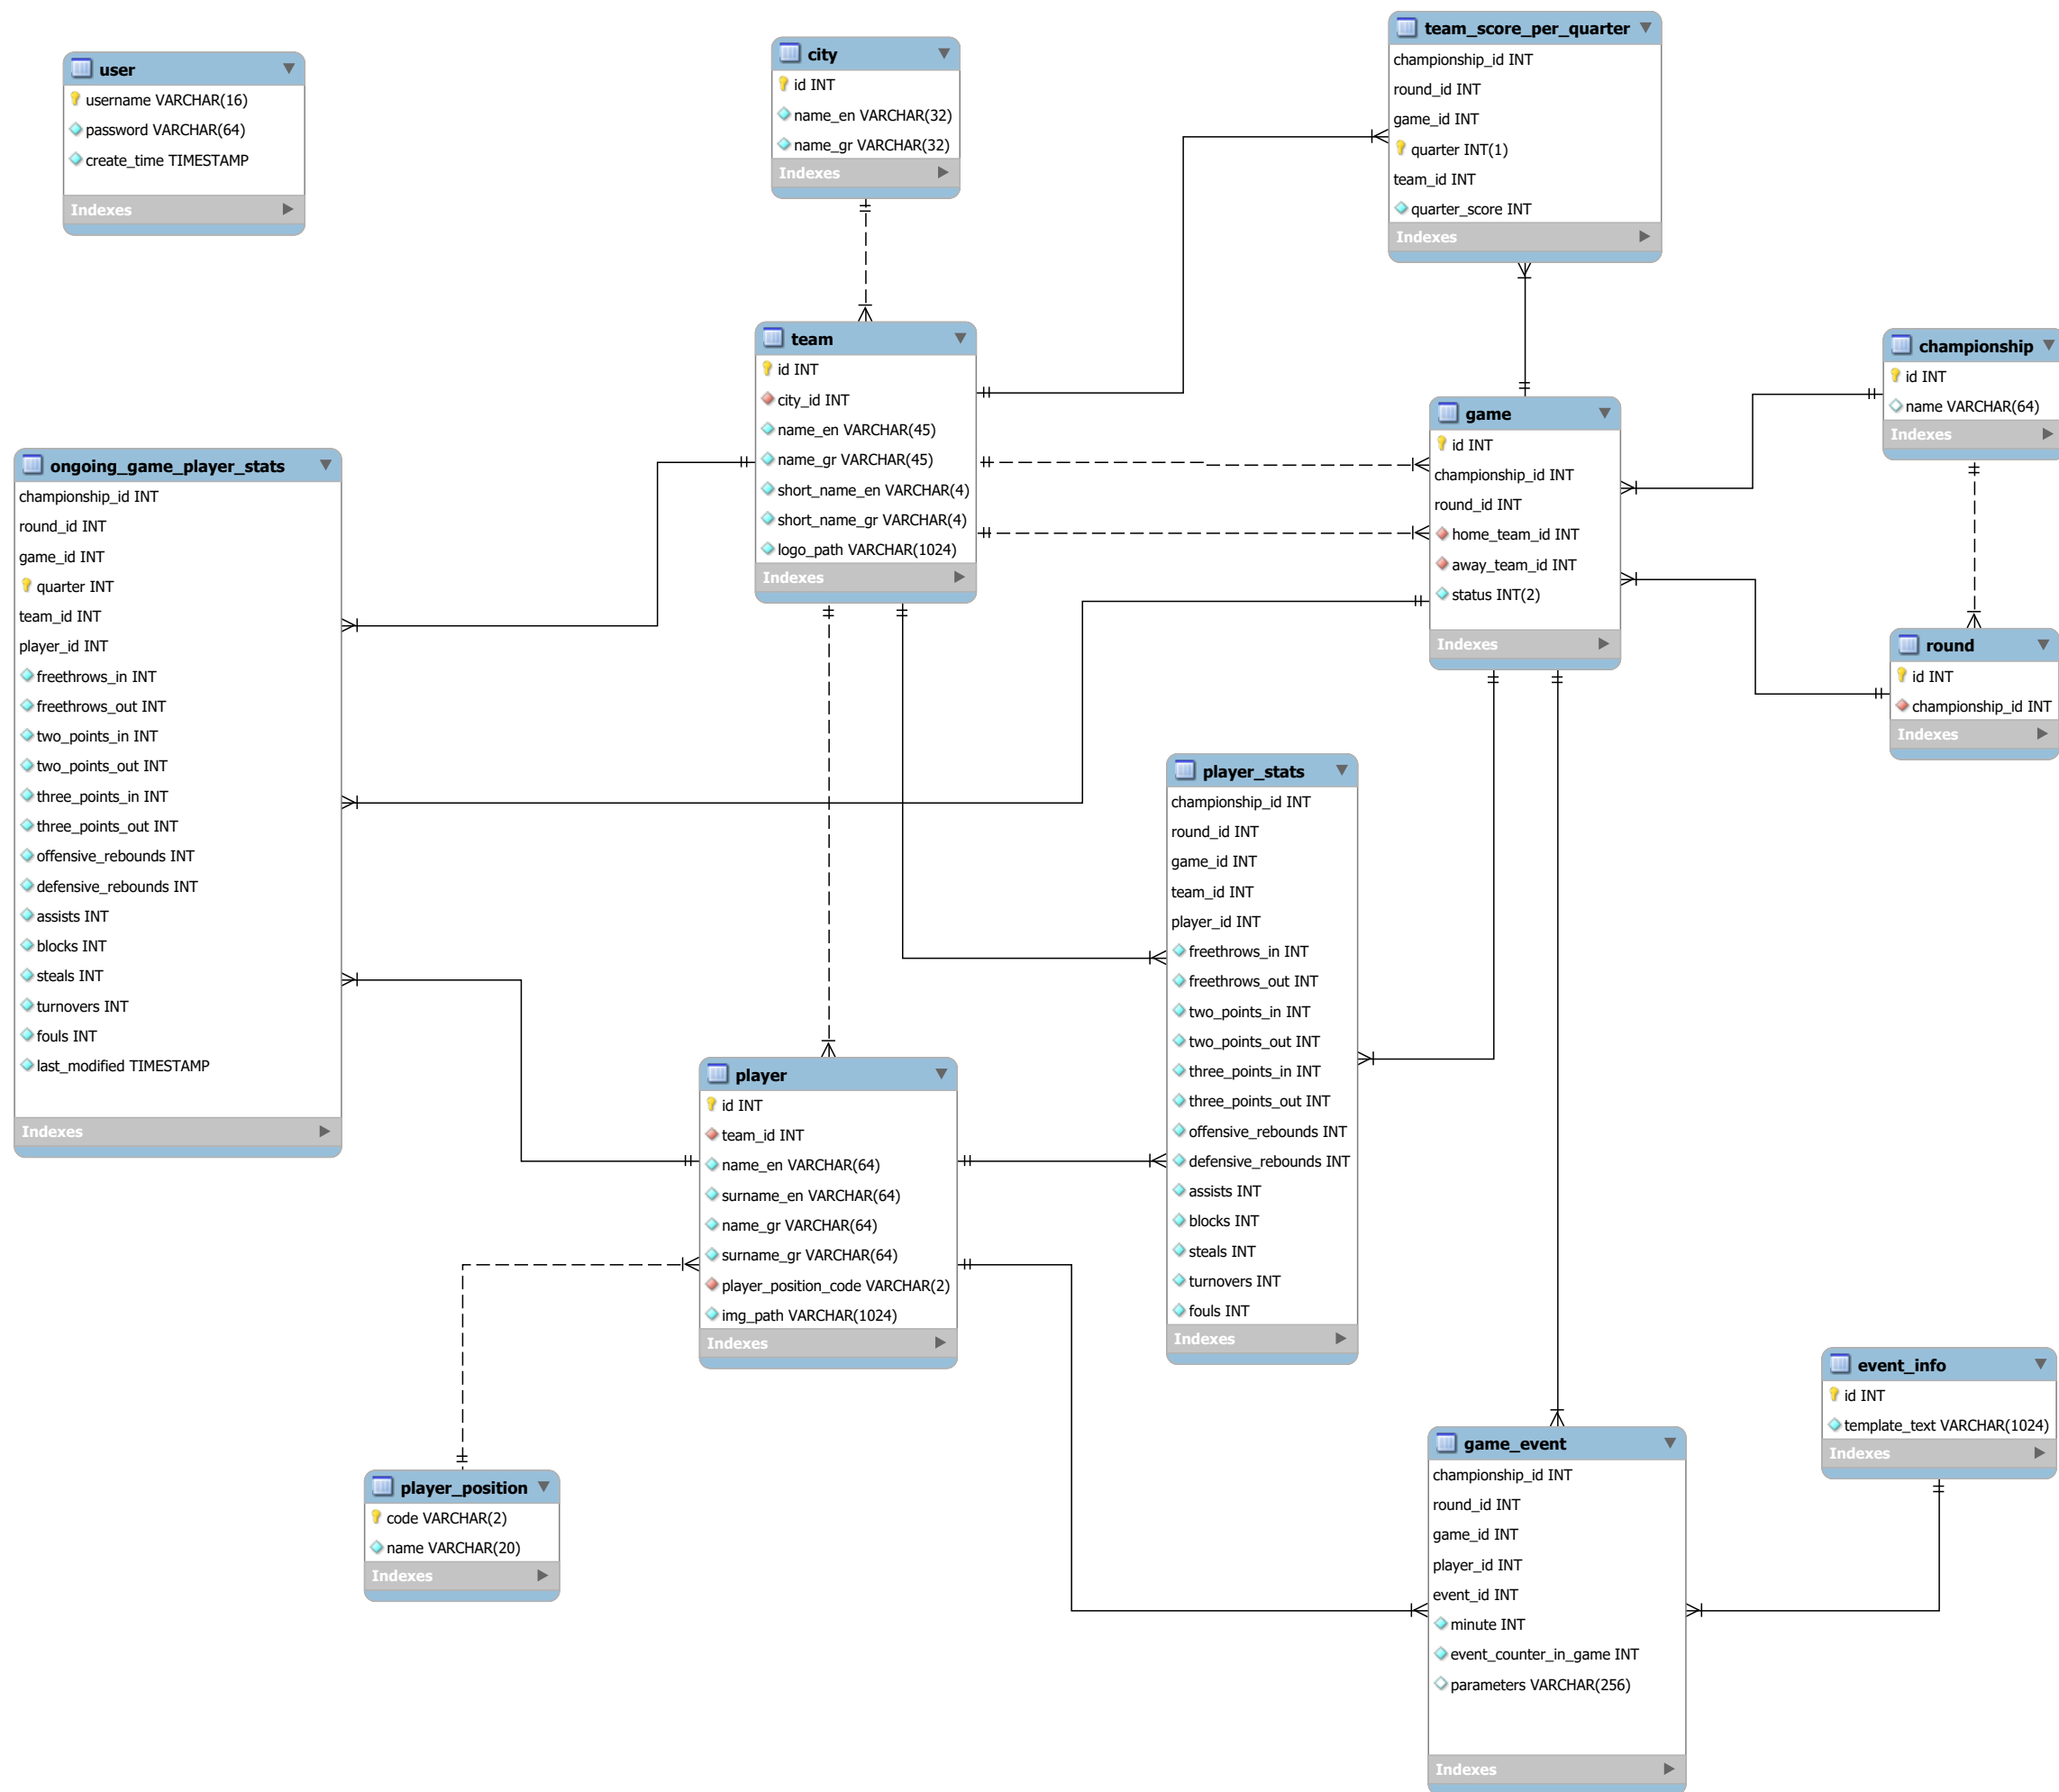 user
username VARCHAR(16)
password VARCHAR(64)
create_time TIMESTAMP
Indexes
city
id INT
name_en VARCHAR(32)
name_gr VARCHAR(32)
Indexes
team_score_per_quarter
championship_id INT
round_id INT
game_id INT
quarter INT(1)
team_id INT
quarter_score INT
Indexes
team
id INT
city_id INT
name_en VARCHAR(45)
name_gr VARCHAR(45)
short_name_en VARCHAR(4)
short_name_gr VARCHAR(4)
logo_path VARCHAR(1024)
Indexes
championship
id INT
name VARCHAR(64)
Indexes
game
id INT
championship_id INT
round_id INT
home_team_id INT
away_team_id INT
status INT(2)
Indexes
ongoing_game_player_stats
championship_id INT
round_id INT
game_id INT
quarter INT
team_id INT
player_id INT
freethrows_in INT
freethrows_out INT
two_points_in INT
two_points_out INT
three_points_in INT
three_points_out INT
offensive_rebounds INT
defensive_rebounds INT
assists INT
blocks INT
steals INT
turnovers INT
fouls INT
last_modified TIMESTAMP
Indexes
round
id INT
championship_id INT
Indexes
player_stats
championship_id INT
round_id INT
game_id INT
team_id INT
player_id INT
freethrows_in INT
freethrows_out INT
two_points_in INT
two_points_out INT
three_points_in INT
three_points_out INT
offensive_rebounds INT
defensive_rebounds INT
assists INT
blocks INT
steals INT
turnovers INT
fouls INT
Indexes
player
id INT
team_id INT
name_en VARCHAR(64)
surname_en VARCHAR(64)
name_gr VARCHAR(64)
surname_gr VARCHAR(64)
player_position_code VARCHAR(2)
img_path VARCHAR(1024)
Indexes
event_info
id INT
template_text VARCHAR(1024)
Indexes
player_position
code VARCHAR(2)
name VARCHAR(20)
Indexes
game_event
championship_id INT
round_id INT
game_id INT
player_id INT
event_id INT
minute INT
event_counter_in_game INT
parameters VARCHAR(256)
Indexes